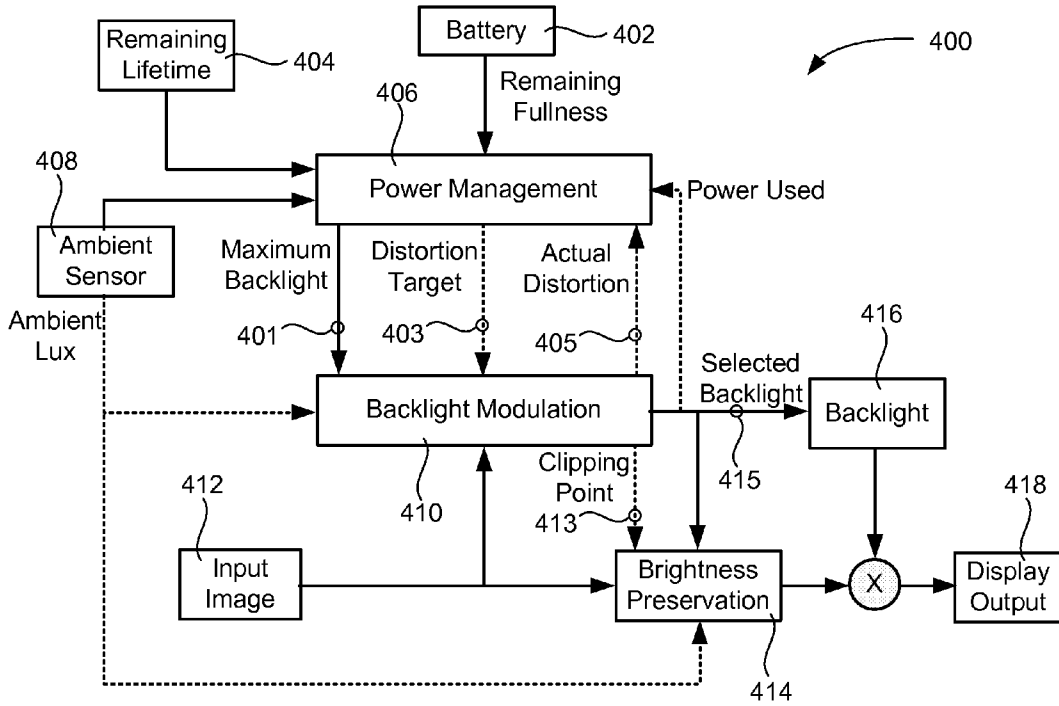 Remaining
Lifetime
404
Battery
402
400
Remaining
Fullness
406
408
Power Management
Power Used
Ambient
Sensor
Maximum
Backlight
Distortion
Target
Actual
Distortion
Ambient
Lux
401
403
405
416
Selected
Backlight
Backlight Modulation
Backlight
415
412
410
Clipping
Point
413
418
Input
Image
Brightness
Preservation
X
Display
Output
414